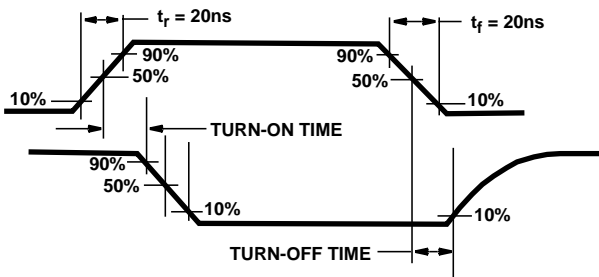 tr = 20ns
tf = 20ns
90%
90%
50%
50%
10%
10%
TURN-ON TIME
90%
50%
10%
10%
TURN-OFF TIME